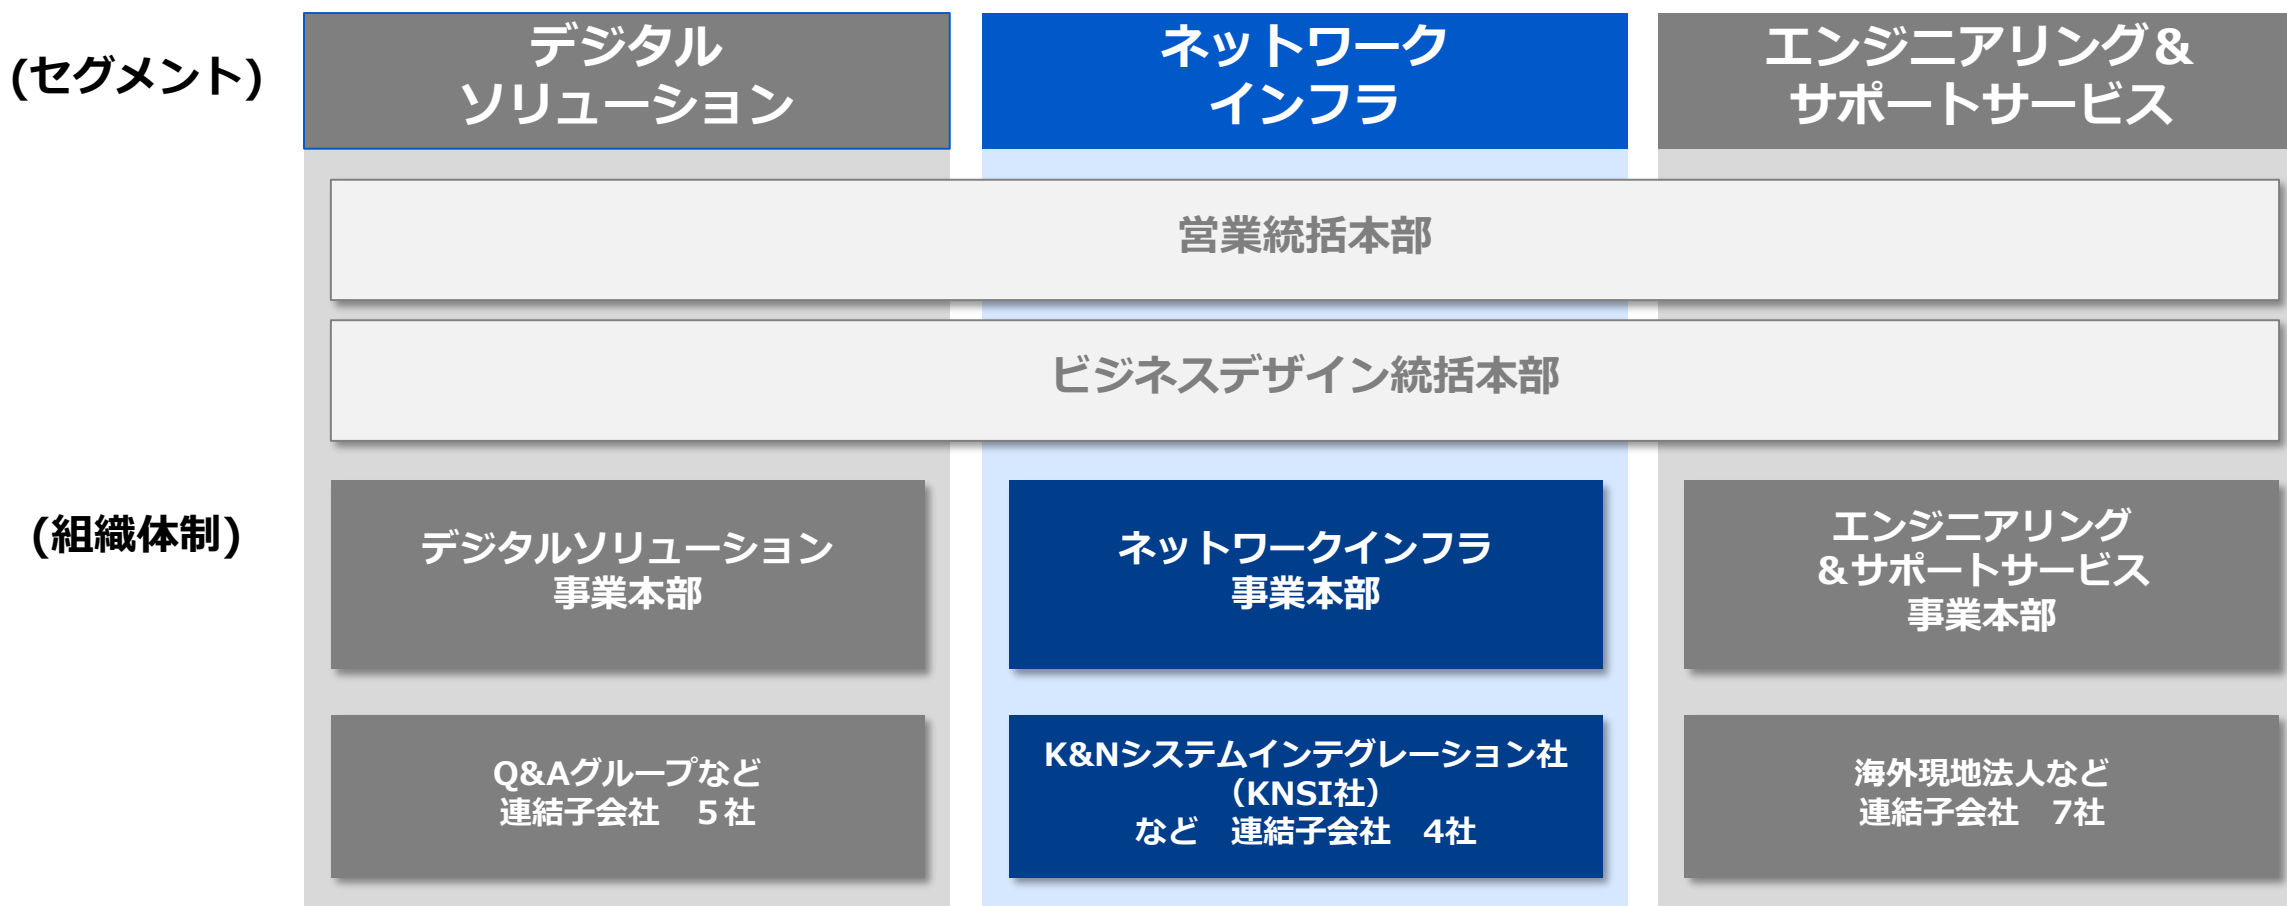 (セグメント)
デジタル
ソリューション
ネットワーク
インフラ
エンジニアリング＆
サポートサービス
営業統括本部
ビジネスデザイン統括本部
(組織体制)
デジタルソリューション
事業本部
ネットワークインフラ
事業本部
エンジニアリング
＆サポートサービス
事業本部
Q&Aグループなど
連結子会社　５社
K&Nシステムインテグレーション社
（KNSI社）
など　連結子会社　4社
海外現地法人など
連結子会社　7社